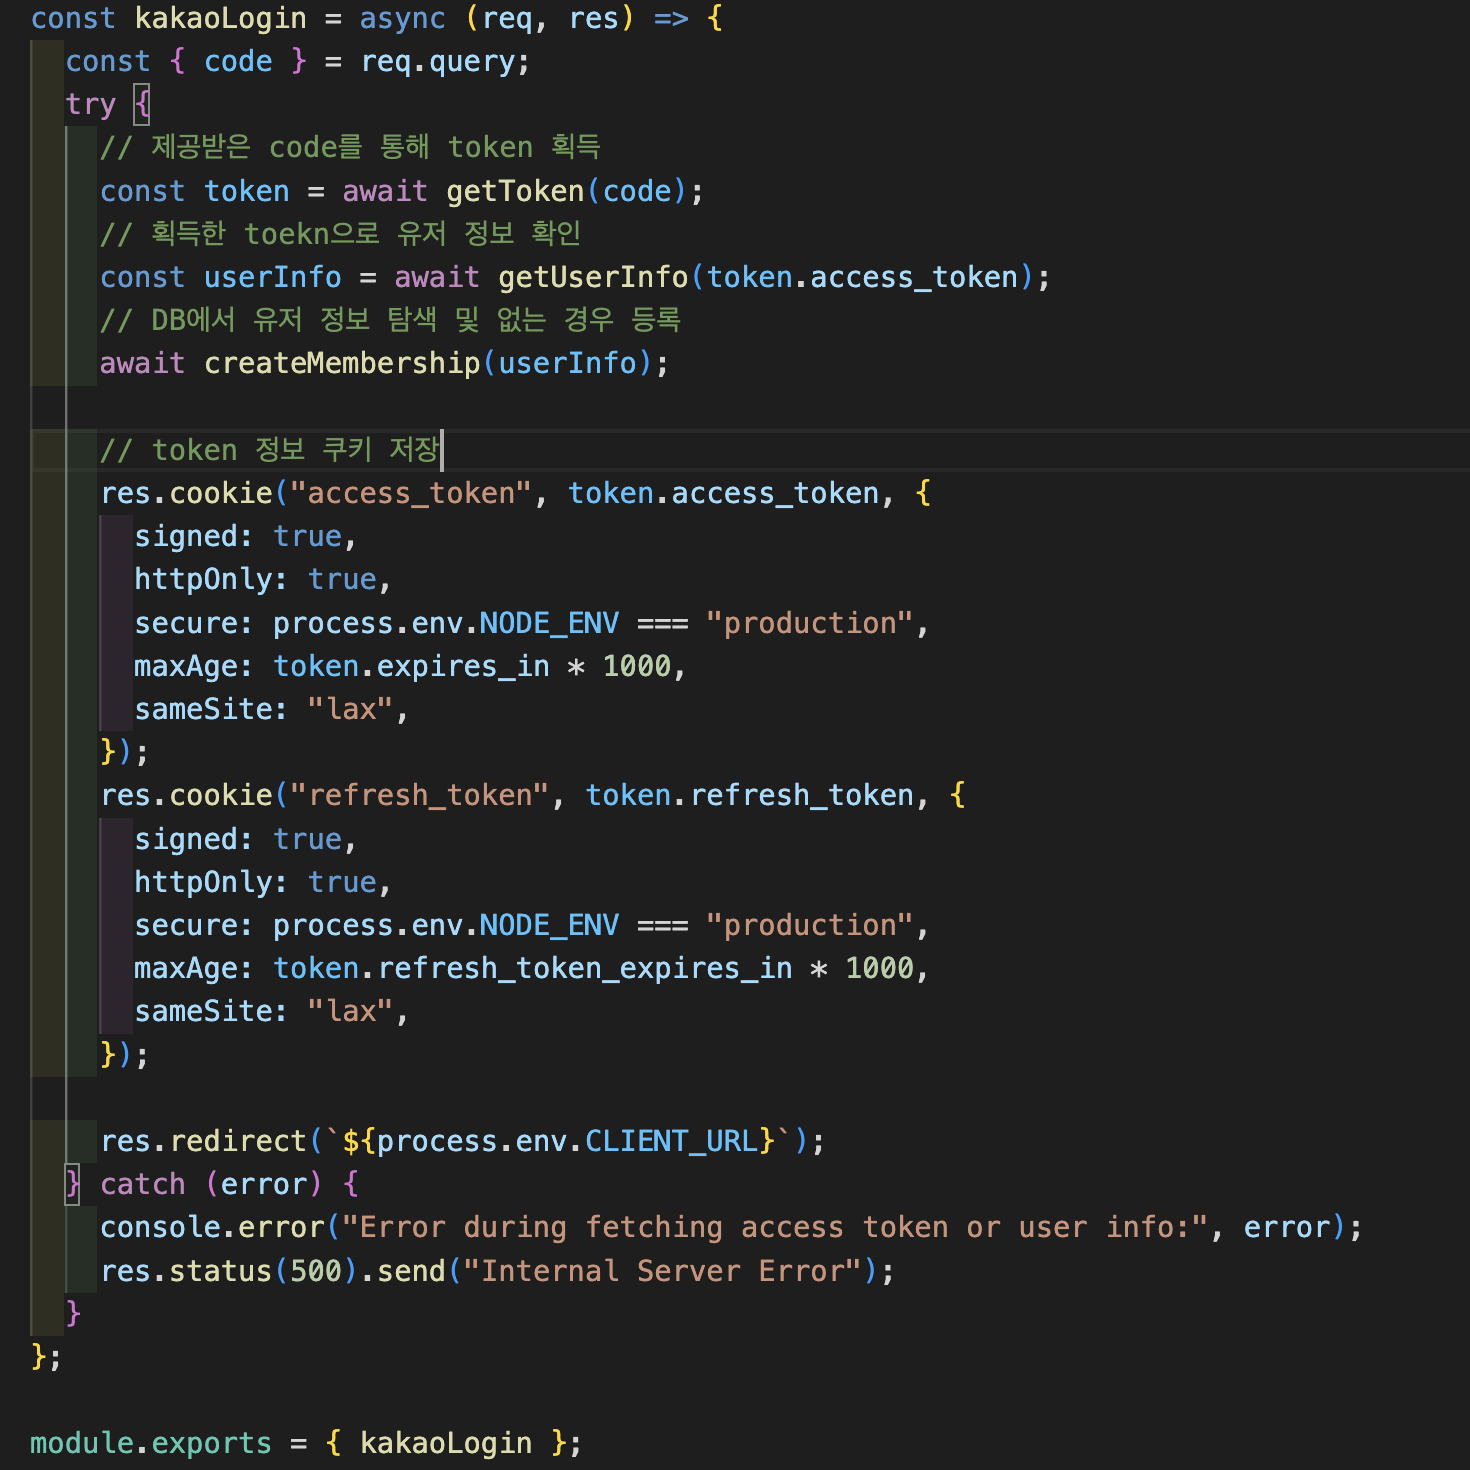 const kakaoLogin = async (req, res) => {
const { code } = req.query;
try {
// 제공받은 code를 통해 token 획득
const token = await getToken(code);
// 획득한 toekn으로 유저 정보 확인
const userInfo = await getUserInfo(token.access_token);
// DB에서 유저 정보 탐색 및 없는 경우 등록
await createMembership(userInfo);
// token 정보 쿠키 저장
res.cookie("access_token", token.access_token, {
signed: true,
httpOnly: true,
secure: process.env.NODE_ENV === "production",
maxAge: token.expires_in * 1000,
sameSite: "lax",
});
res.cookie("refresh_token", token.refresh_token, {
signed: true,
httpOnly: true,
secure: process.env.NODE_ENV === "production",
maxAge: token.refresh_token_expires_in * 1000,
sameSite: "lax",
});
res.redirect(`${process.env.CLIENT_URL}`);
} catch (error) {
console.error("Error during fetching access token or user info:", error);
res.status(500).send("Internal Server Error");
}
};
module.exports = { kakaoLogin };